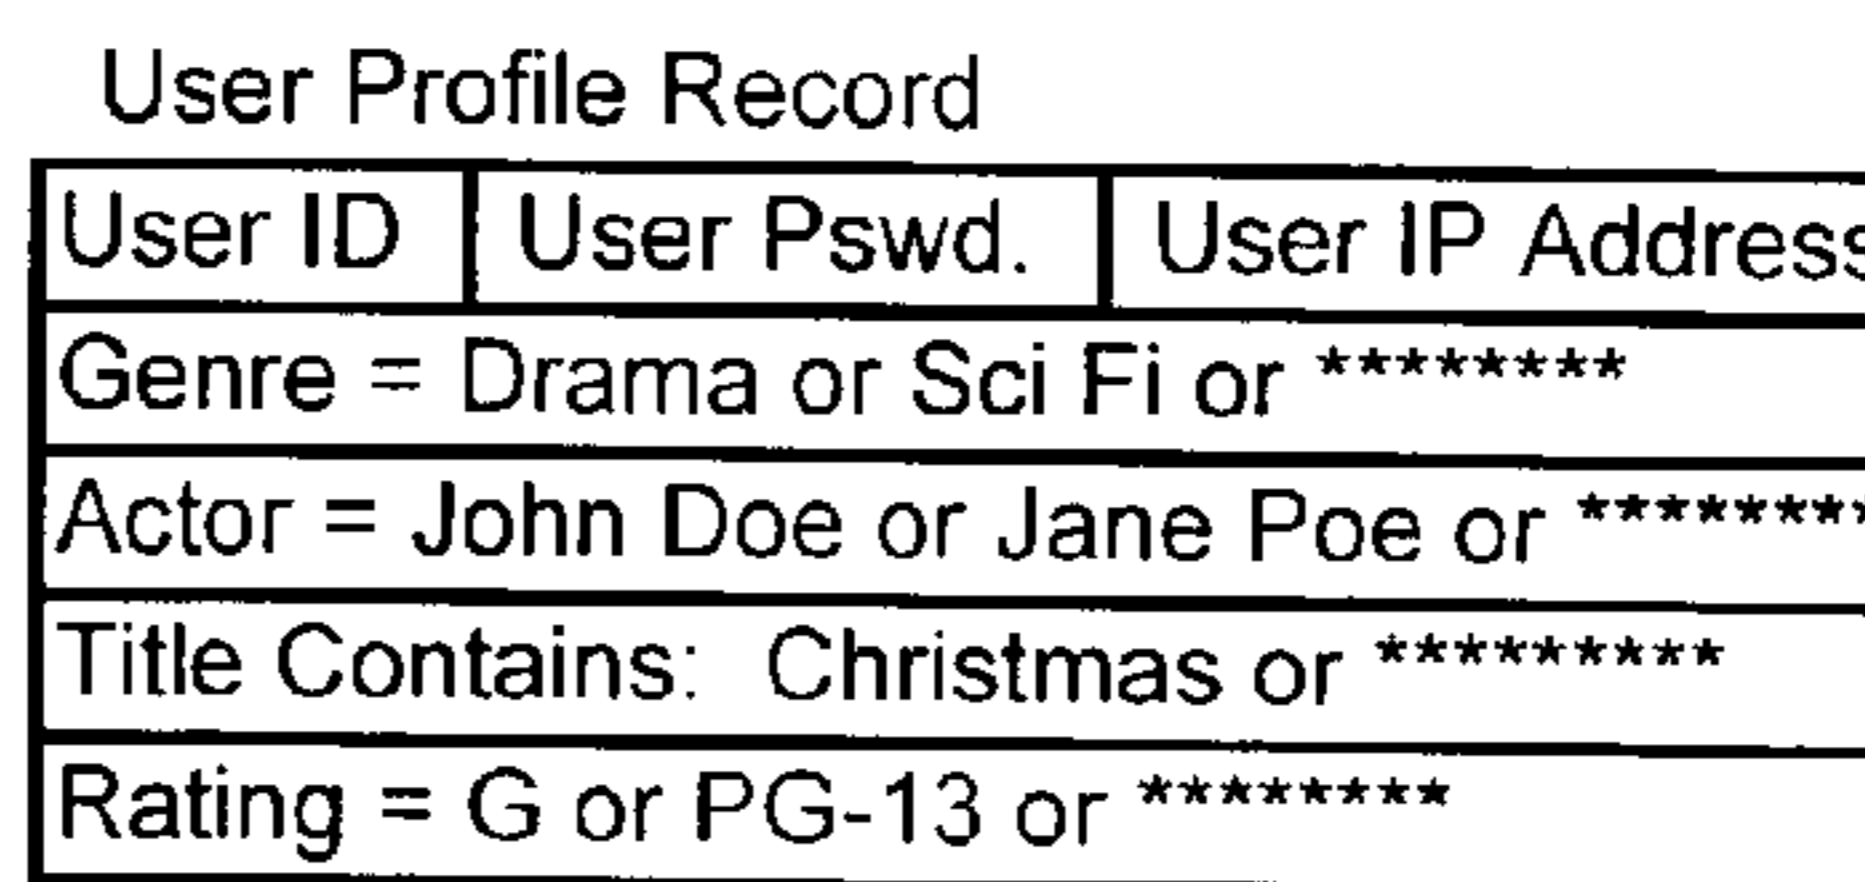 User Profile Record
User ID User Pswd. User IP Address
Genre = Drama or Sci Fi or ********
Actor = John Doe or Jane Poe or ********
Title Contains: Christmas or *********
Rating = G or PG-13 or ********